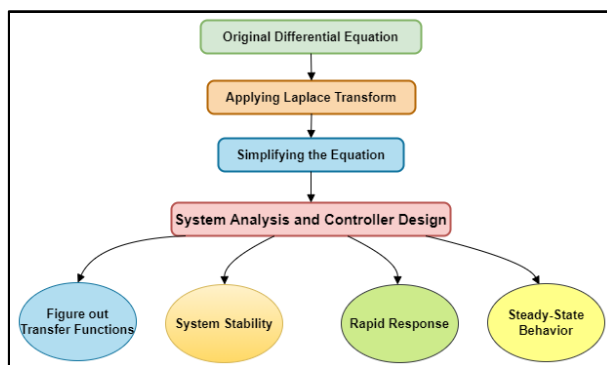 Original Differential Equation
Applying Laplace Transform
Simplifying the Equation
System Analysis and Controller Design
Figure out
Transfer Functions
System Stability
Rapid Response
Steady-State
Behavior